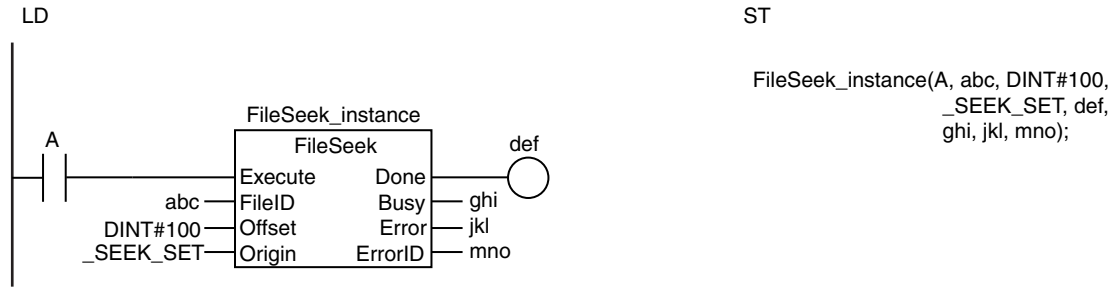 LD
ST
FileSeek_instance(A, abc, DINT#100,
_SEEK_SET, def,
ghi, jkl, mno);
FileSeek_instance
A
FileSeek
def
Execute Done
abc FileID Busy ghi
DINT#100 Offset Error jkl
_SEEK_SET Origin ErrorID mno